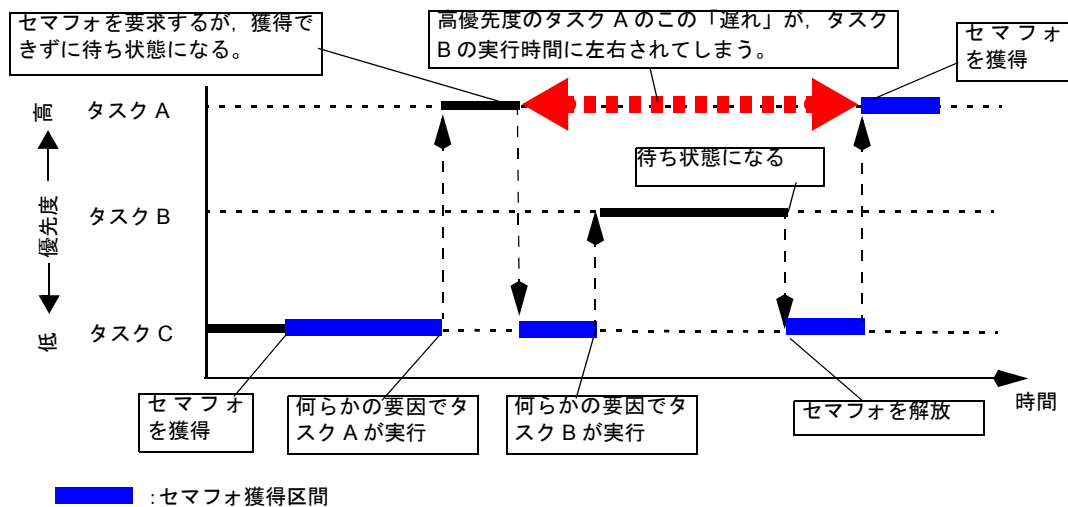 セマフォを要求するが，獲得で
きずに待ち状態になる。
高優先度のタスク A のこの「遅れ」が，タスク
B の実行時間に左右されてしまう。
セマフォ
を獲得
高
優先度
低
タスク A
待ち状態になる
タスク B
タスク C
セマフォ
を獲得
何らかの要因でタ
スク A が実行
何らかの要因でタ
スク B が実行
セマフォを解放
時間
：セマフォ獲得区間